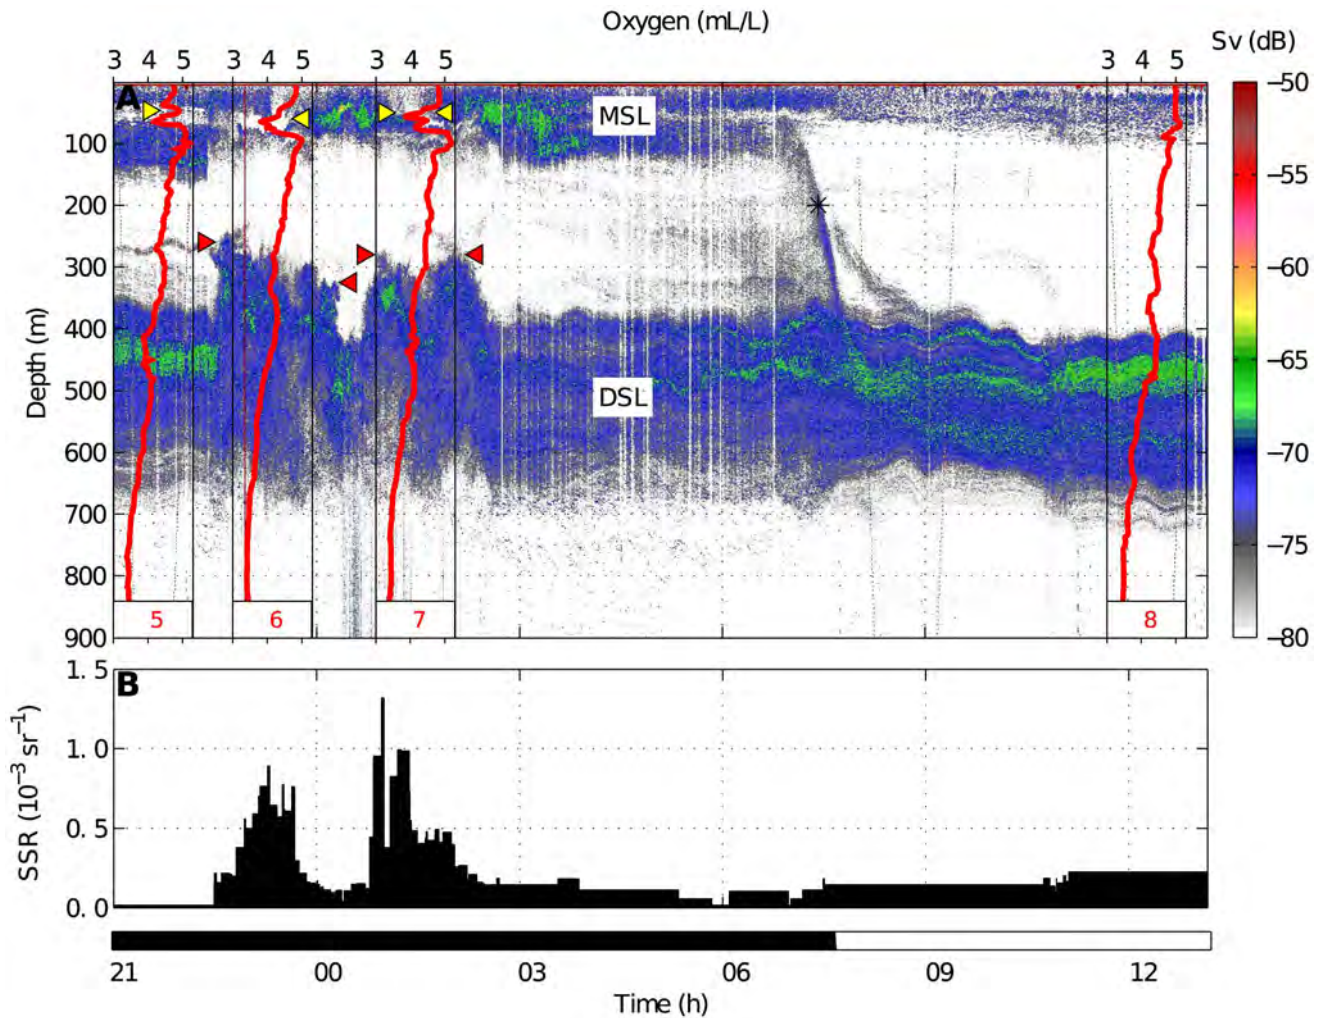 Oxygen (mL/L)
Sv (dB)
3 4 5 3 4 5 3 4 5 3 4 5
A
MSL
DSL
Depth (m)
100
200
300
400
500
600
700
800
900
5 6 7 8
−50
−55
−60
−65
−70
−75
−80
B
SSR (10⁻³ sr⁻¹)
1.5
1.0
0.5
0.0
21 00 03 06 09 12
Time (h)